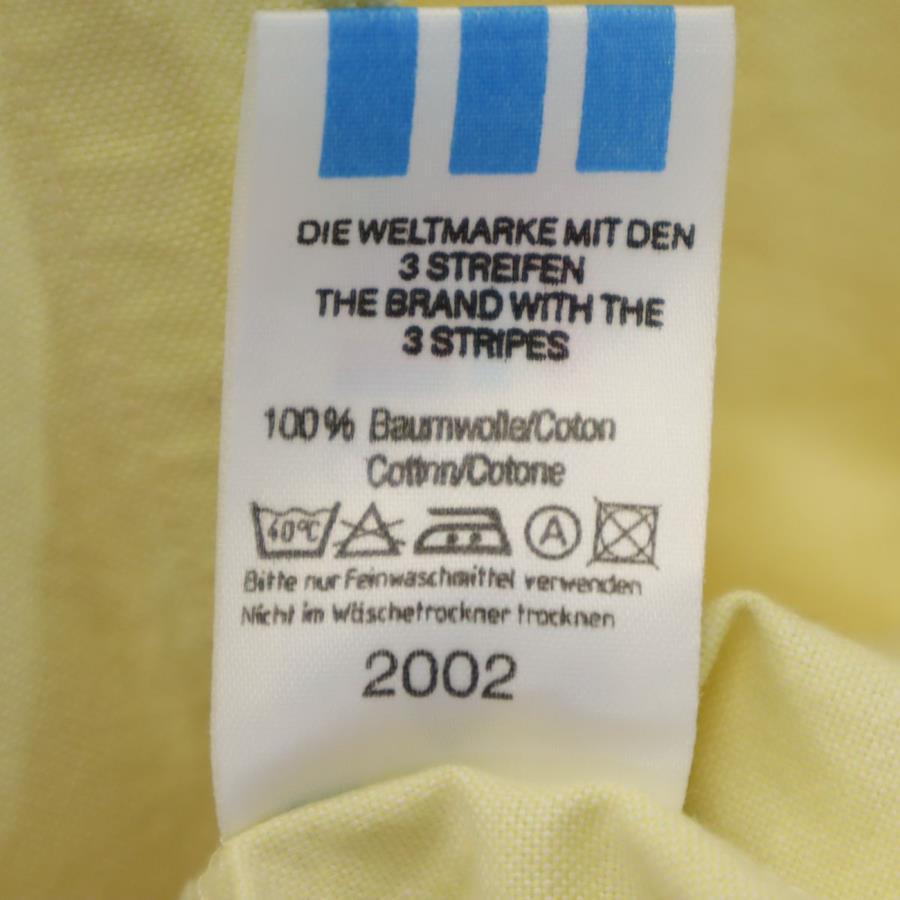 DIE WELTMARKE MIT DEN
3 STREIFEN
THE BRAND WITH THE
3 STRIPES
100% Baumwolle/Coton
Cotton/Cotone
40°C A
Bitte nur Feinwaschmittel verwenden
Nicht im Wäschetrockner trocknen
2002